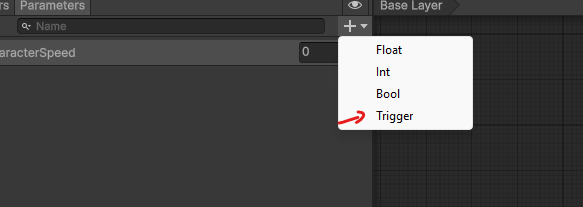 rs Parameters Base Layer
Name
aracterSpeed 0
Float
Int
Bool
Trigger